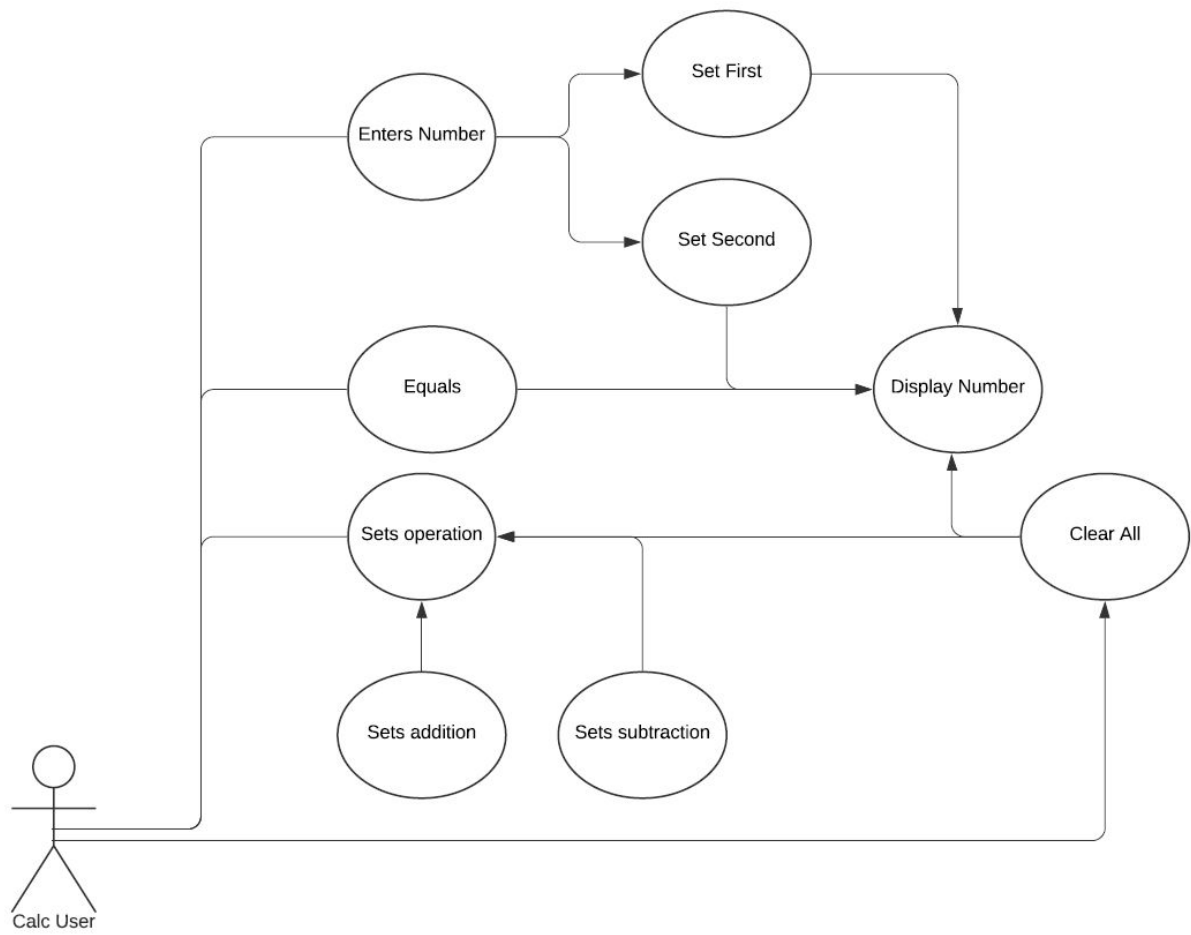 Set First
Enters Number
Set Second
Equals
Display Number
Sets operation
Clear All
Sets addition
Sets subtraction
Calc User